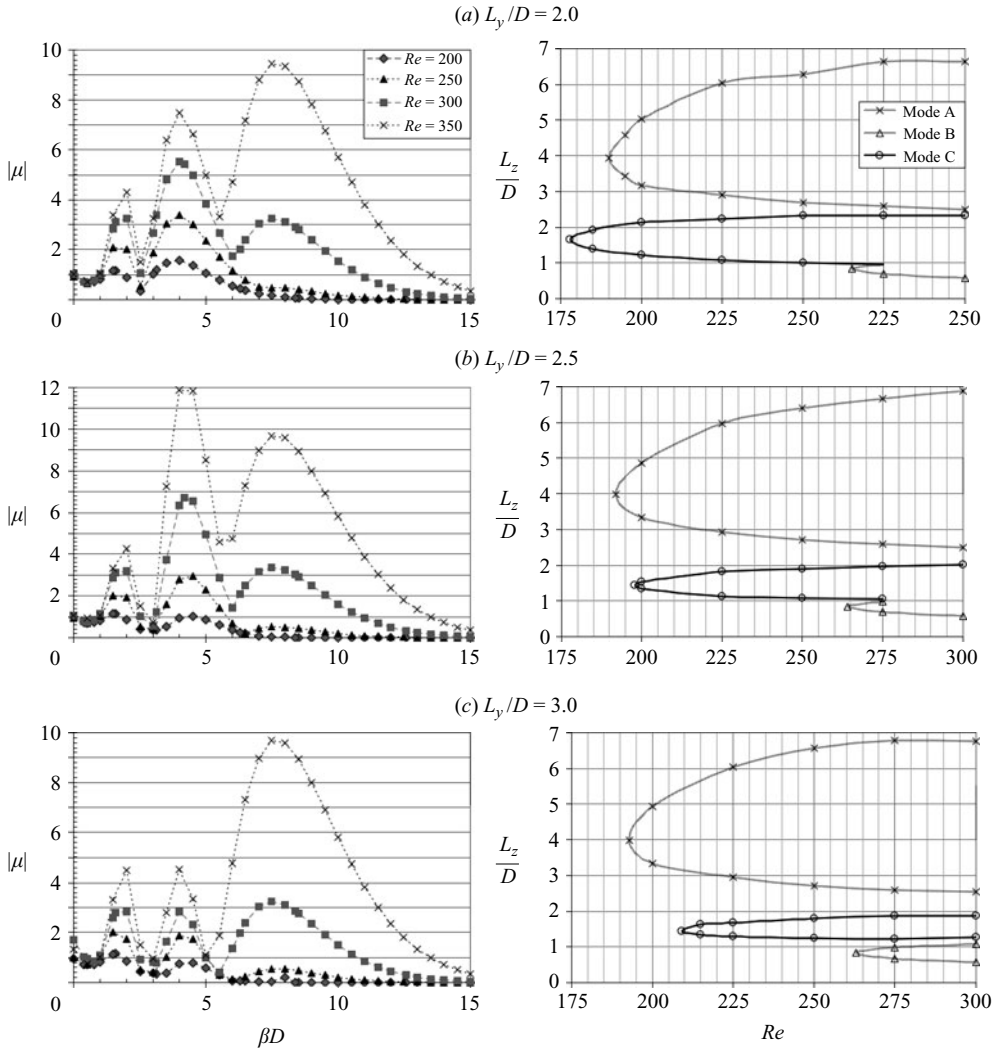 (a) L_y/D = 2.0
10
8
6
4
2
0
|μ|
0 5 10 15
Re = 200
Re = 250
Re = 300
Re = 350
7
6
5
4
3
2
1
0
L_z/D
175 200 225 250 225 250
Mode A
Mode B
Mode C
(b) L_y/D = 2.5
12
10
8
6
4
2
0
|μ|
0 5 10 15
7
6
5
4
3
2
1
0
L_z/D
175 200 225 250 275 300
(c) L_y/D = 3.0
10
8
6
4
2
0
|μ|
0 5 10 15
βD
7
6
5
4
3
2
1
0
L_z/D
175 200 225 250 275 300
Re